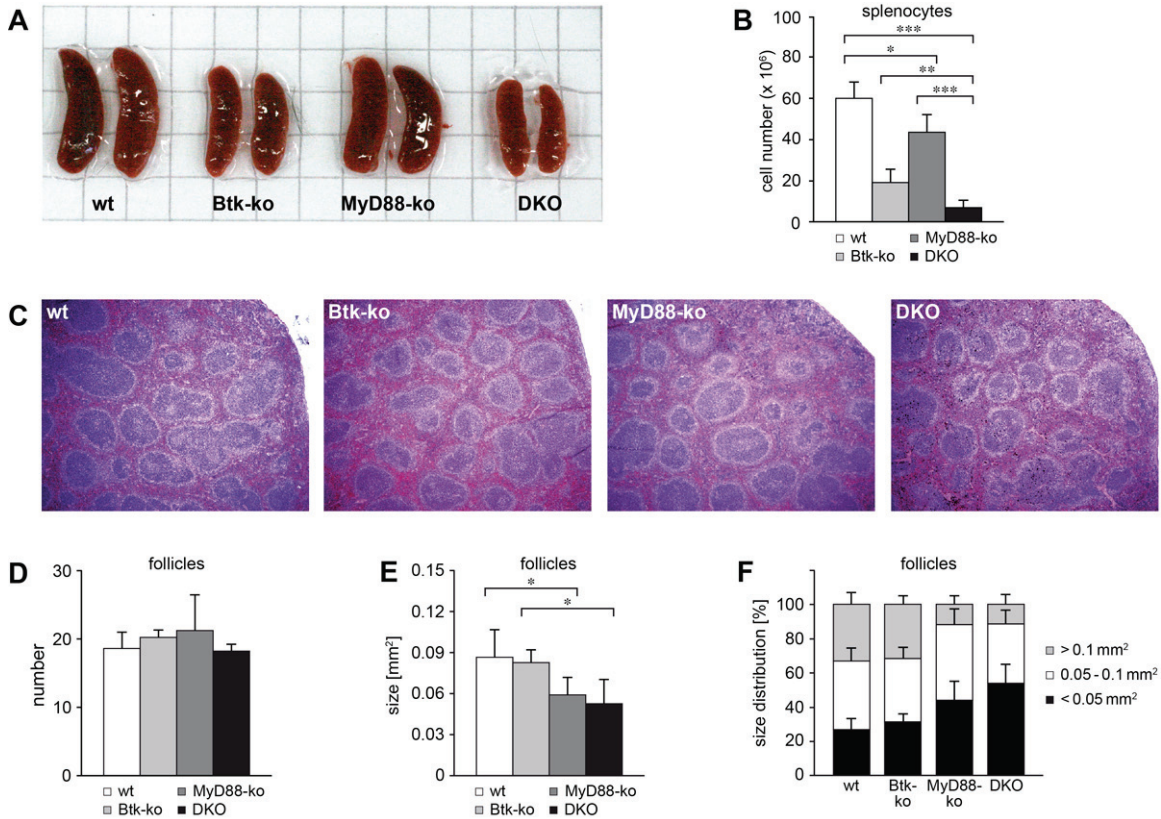 A
wt
Btk-ko
MyD88-ko
DKO
B
splenocytes
cell number (x 10⁶)
100
80
60
40
20
0
***
*
**
***
wt
MyD88-ko
Btk-ko
DKO
C
wt
Btk-ko
MyD88-ko
DKO
D
follicles
number
30
20
10
0
wt
MyD88-ko
Btk-ko
DKO
E
follicles
size [mm²]
0.15
0.12
0.09
0.06
0.03
0
*
*
wt
MyD88-ko
Btk-ko
DKO
F
follicles
size distribution [%]
100
80
60
40
20
0
wt
Btk-
ko
MyD88-
ko
DKO
> 0.1 mm²
0.05 - 0.1 mm²
< 0.05 mm²